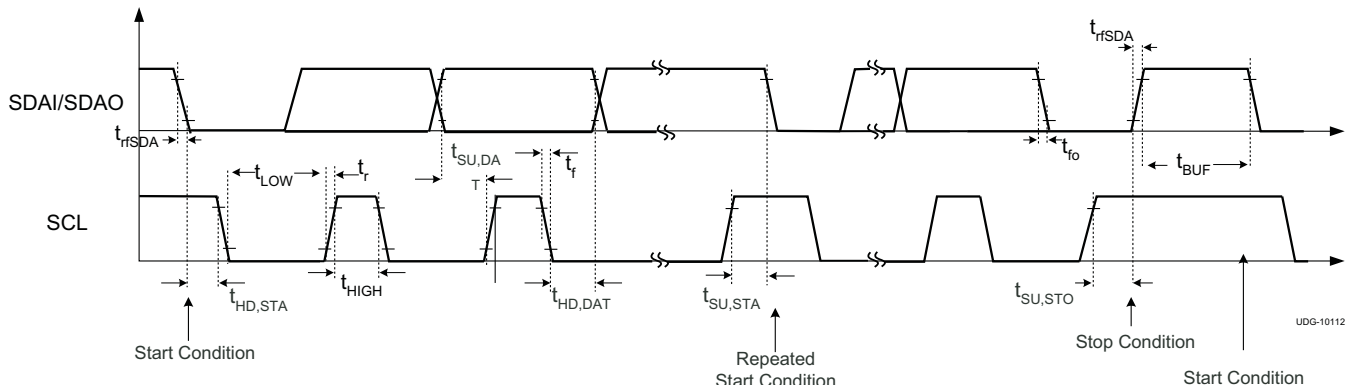 t_rfSDA
SDAI/SDAO
t_rfSDA
t_LOW
t_r
t_SU,DA
T
t_f
t_fo
t_BUF
SCL
t_HD,STA
t_HIGH
t_HD,DAT
t_SU,STA
t_SU,STO
UDG-10112
Start Condition
Repeated
Start Condition
Stop Condition
Start Condition